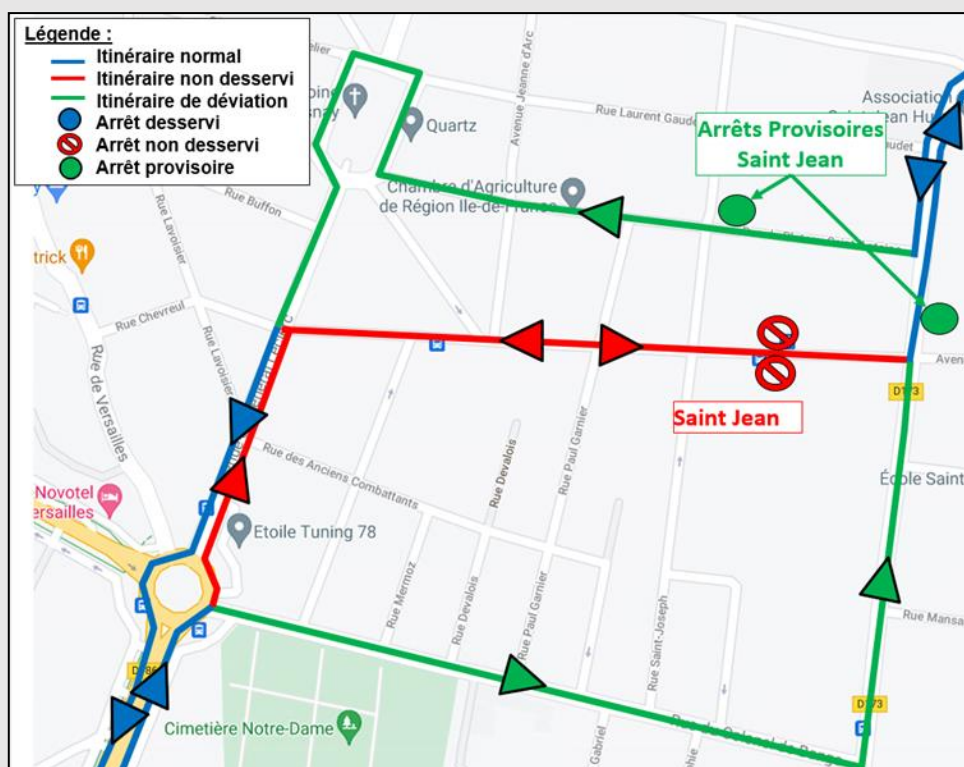 Légende :
Itinéraire normal
Itinéraire non desservi
Itinéraire de déviation
Arrêt desservi
Arrêt non desservi
Arrêt provisoire
Quartz
Rue Laurent Gaudet
Avenue Jeanne d'Arc
Association
Arrêts Provisoires
Saint Jean
Chambre d'Agriculture
de Région Ile-de-France
Rue Buffon
Rue Lavoisier
trick
Rue Chevreul
Rue Lavoisier
Rue de Versailles
Aven
D173
Saint Jean
Rue Paul Garnier
Rue Devalois
Rue des Anciens Combattants
École Saint
Novotel
ersailles
Etoile Tuning 78
Rue Mermoz
Rue Devalois
Rue Paul Garnier
Rue Saint-Joseph
Rue Mansa
D173
Cimetière Notre-Dame
Gabriel